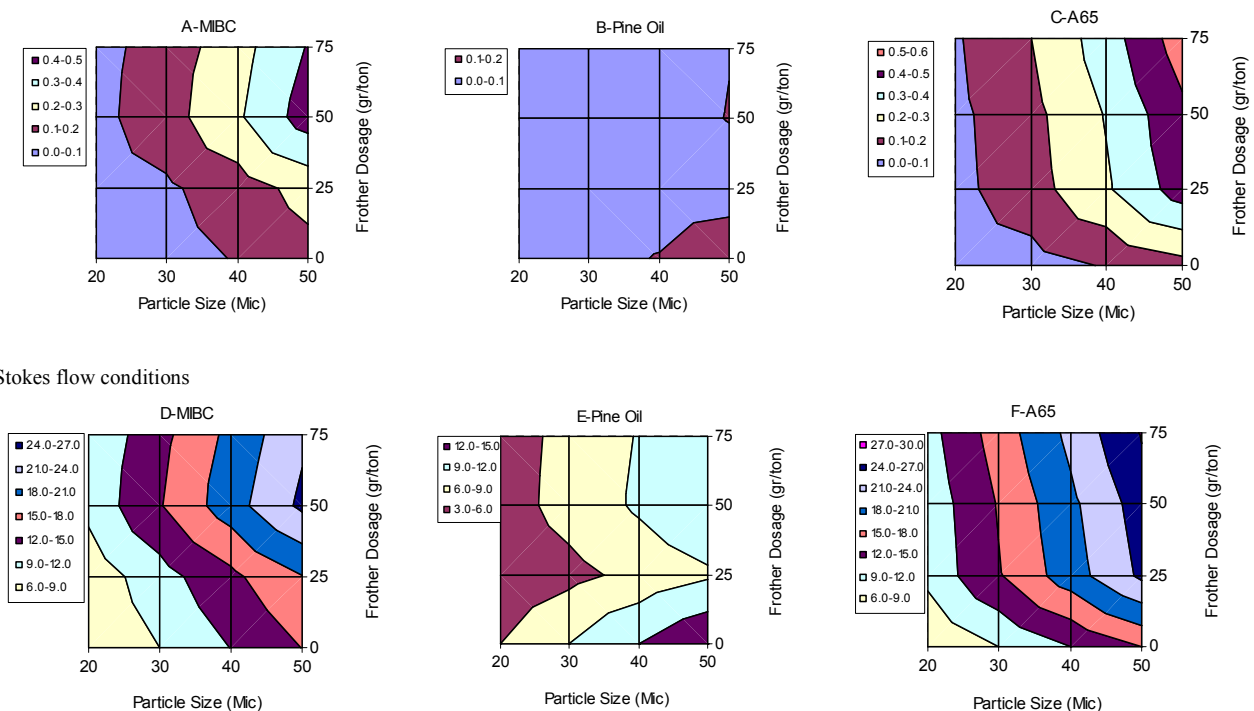 A-MIBC
0.4-0.5
0.3-0.4
0.2-0.3
0.1-0.2
0.0-0.1
75
50
25
0
20 30 40 50
Particle Size (Mic)
Frother Dosage (gr/ton)
B-Pine Oil
0.1-0.2
0.0-0.1
75
50
25
0
20 30 40 50
Particle Size (Mic)
Frother Dosage (gr/ton)
C-A65
0.5-0.6
0.4-0.5
0.3-0.4
0.2-0.3
0.1-0.2
0.0-0.1
75
50
25
0
20 30 40 50
Particle Size (Mic)
Frother Dosage (gr/ton)
Stokes flow conditions
D-MIBC
24.0-27.0
21.0-24.0
18.0-21.0
15.0-18.0
12.0-15.0
9.0-12.0
6.0-9.0
75
50
25
0
20 30 40 50
Particle Size (Mic)
Frother Dosage (gr/ton)
E-Pine Oil
12.0-15.0
9.0-12.0
6.0-9.0
3.0-6.0
75
50
25
0
20 30 40 50
Particle Size (Mic)
Frother Dosage (gr/ton)
F-A65
27.0-30.0
24.0-27.0
21.0-24.0
18.0-21.0
15.0-18.0
12.0-15.0
9.0-12.0
6.0-9.0
75
50
25
0
20 30 40 50
Particle Size (Mic)
Frother Dosage (gr/ton)